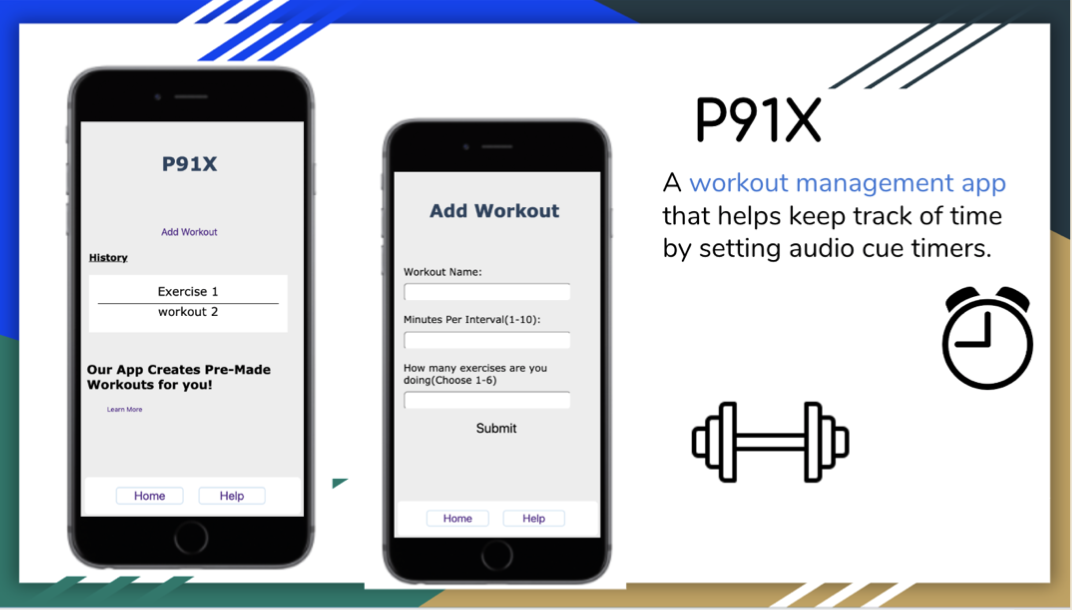 P91X
Add Workout
History
Exercise 1
workout 2
Our App Creates Pre-Made
Workouts for you!
Learn More
Home Help
Add Workout
Workout Name:
Minutes Per Interval(1-10):
How many exercises are you
doing(Choose 1-6)
Submit
Home Help
P91X
A workout management app
that helps keep track of time
by setting audio cue timers.